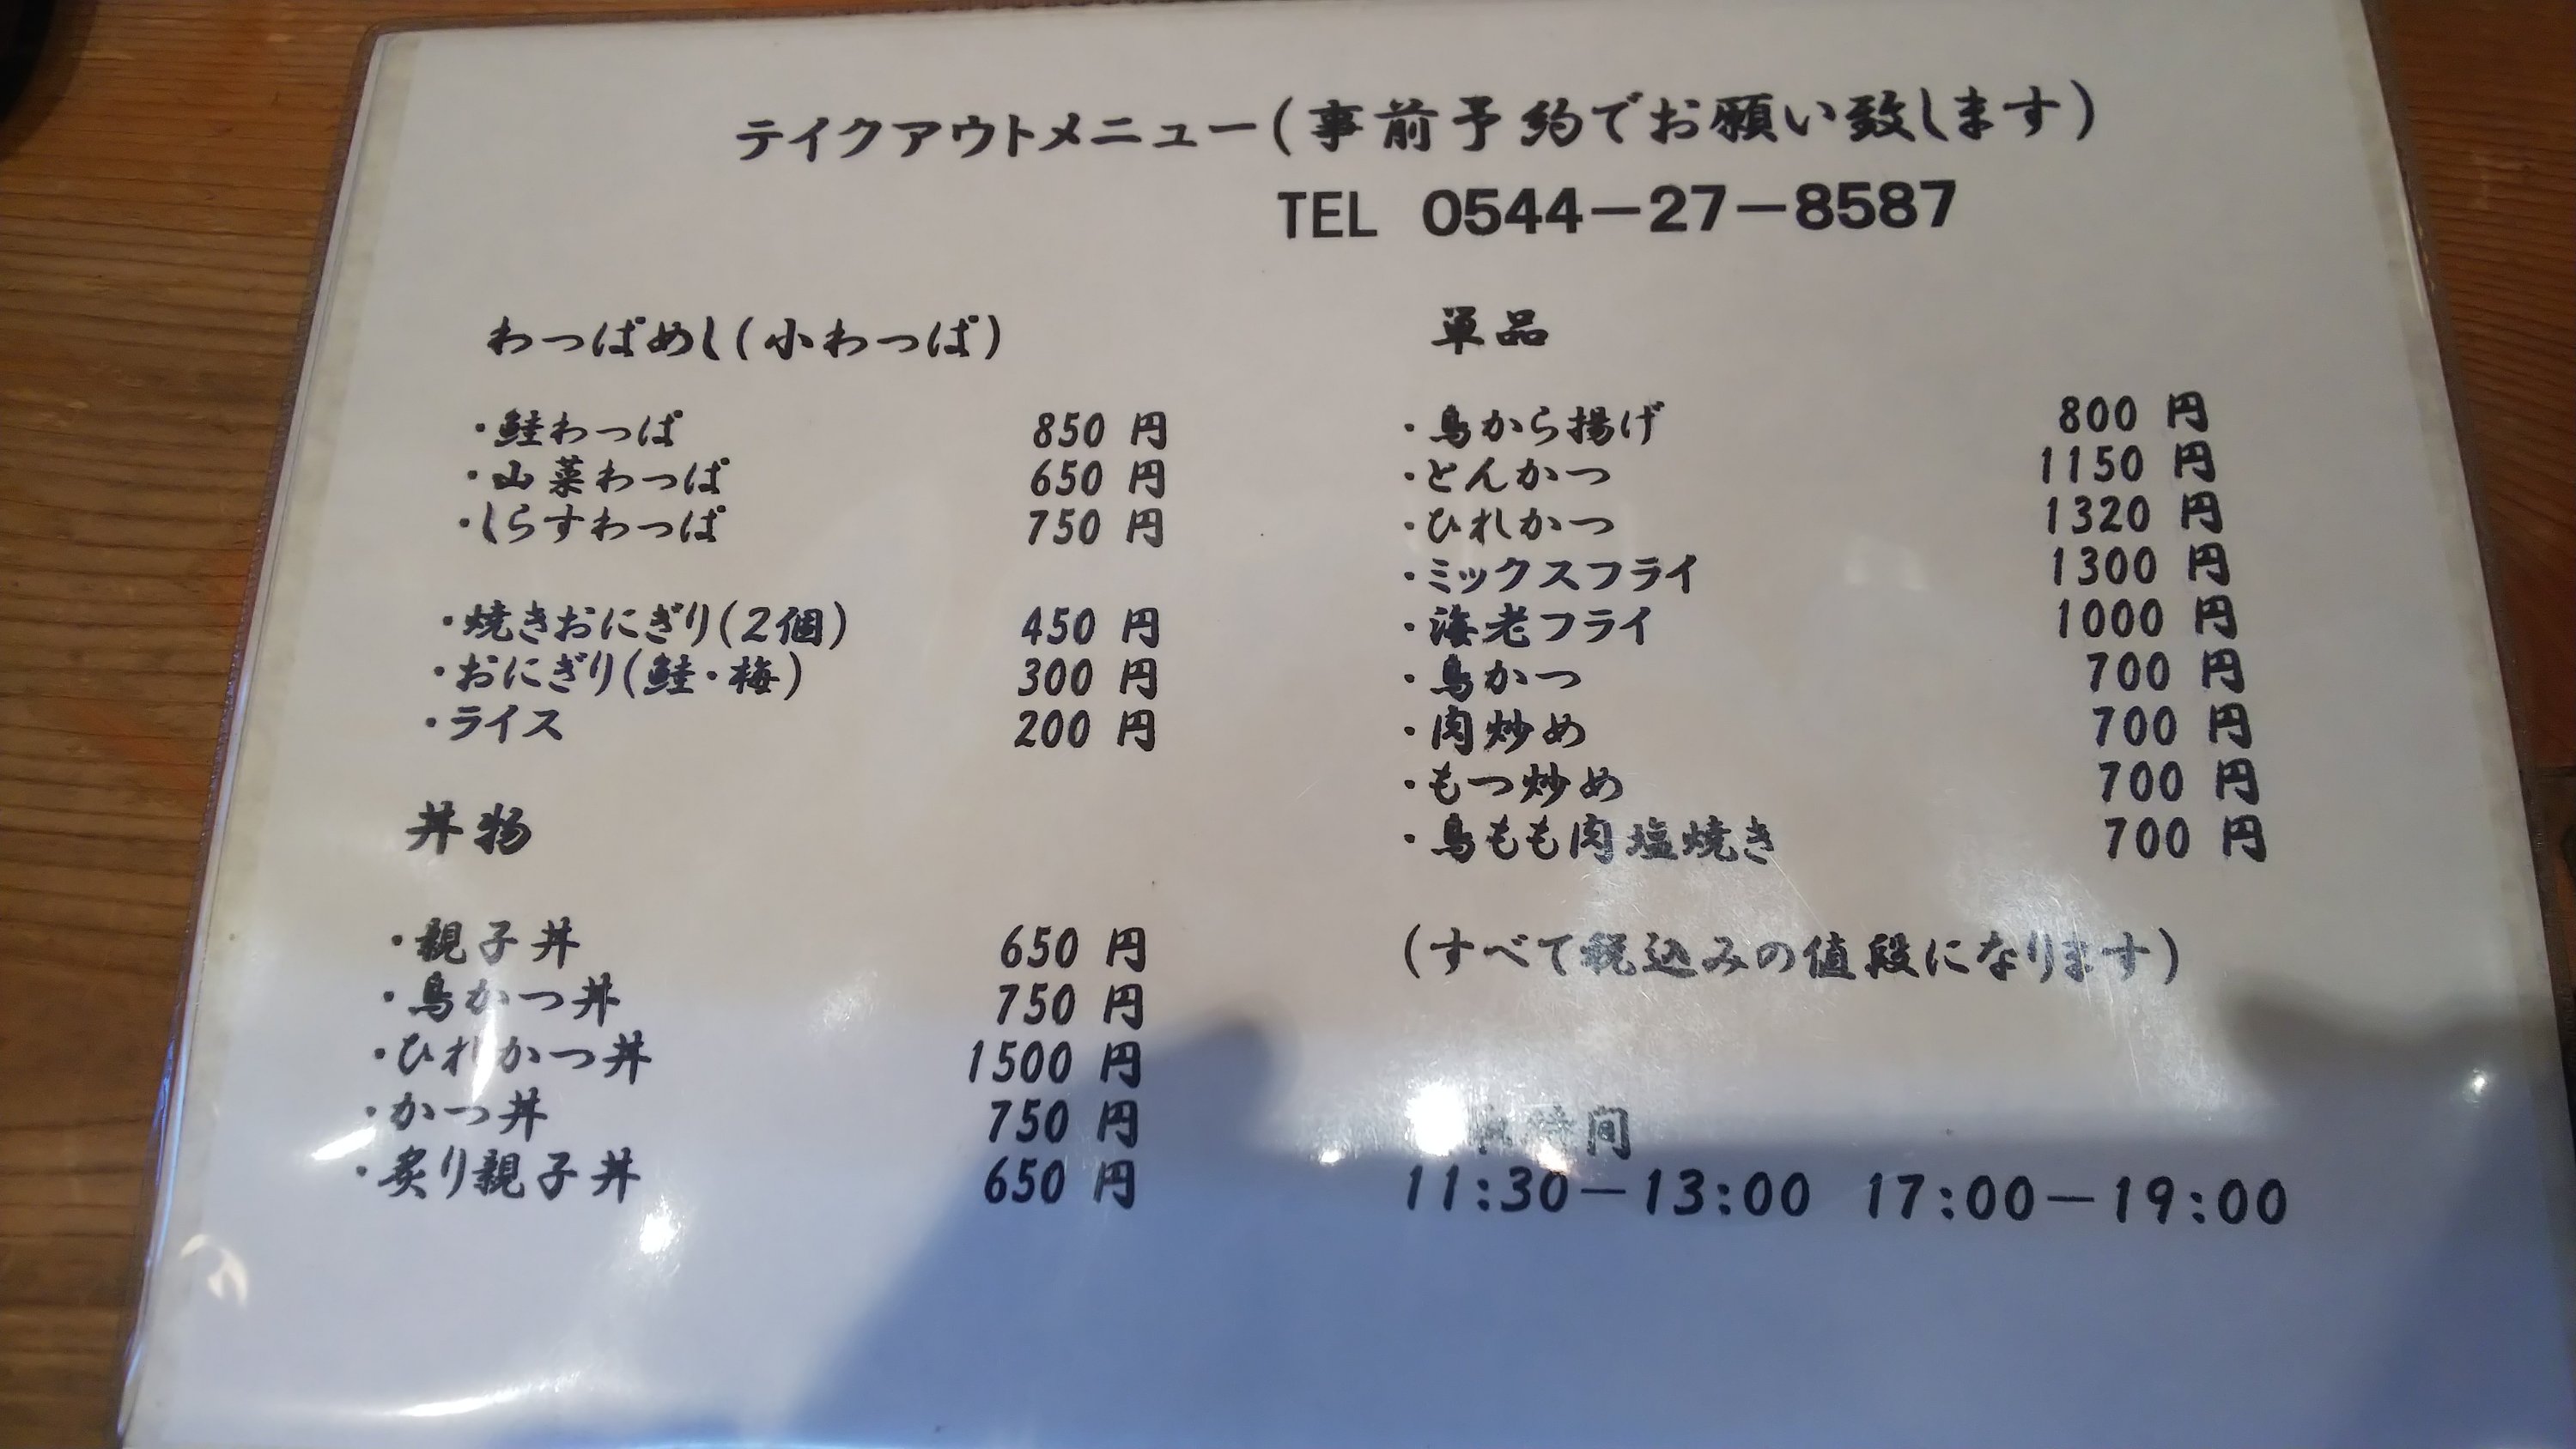 テイクアウトメニュー(事前予約でお願い致します)
TEL 0544-27-8587
わっぱめし(小わっぱ)
・鮭わっぱ 850 円
・山菜わっぱ 650 円
・しらすわっぱ 750 円
・焼きおにぎり(2個) 450 円
・おにぎり(鮭・梅) 300 円
・ライス 200 円
丼物
・親子丼 650 円
・鳥かつ丼 750 円
・ひれかつ丼 1500 円
・かつ丼 750 円
・炙り親子丼 650 円
単品
・鳥から揚げ 800 円
・とんかつ 1150 円
・ひれかつ 1320 円
・ミックスフライ 1300 円
・海老フライ 1000 円
・鳥かつ 700 円
・肉炒め 700 円
・もつ炒め 700 円
・鳥もも肉塩焼き 700 円
(すべて税込みの値段になります)
時間
11:30-13:00 17:00-19:00